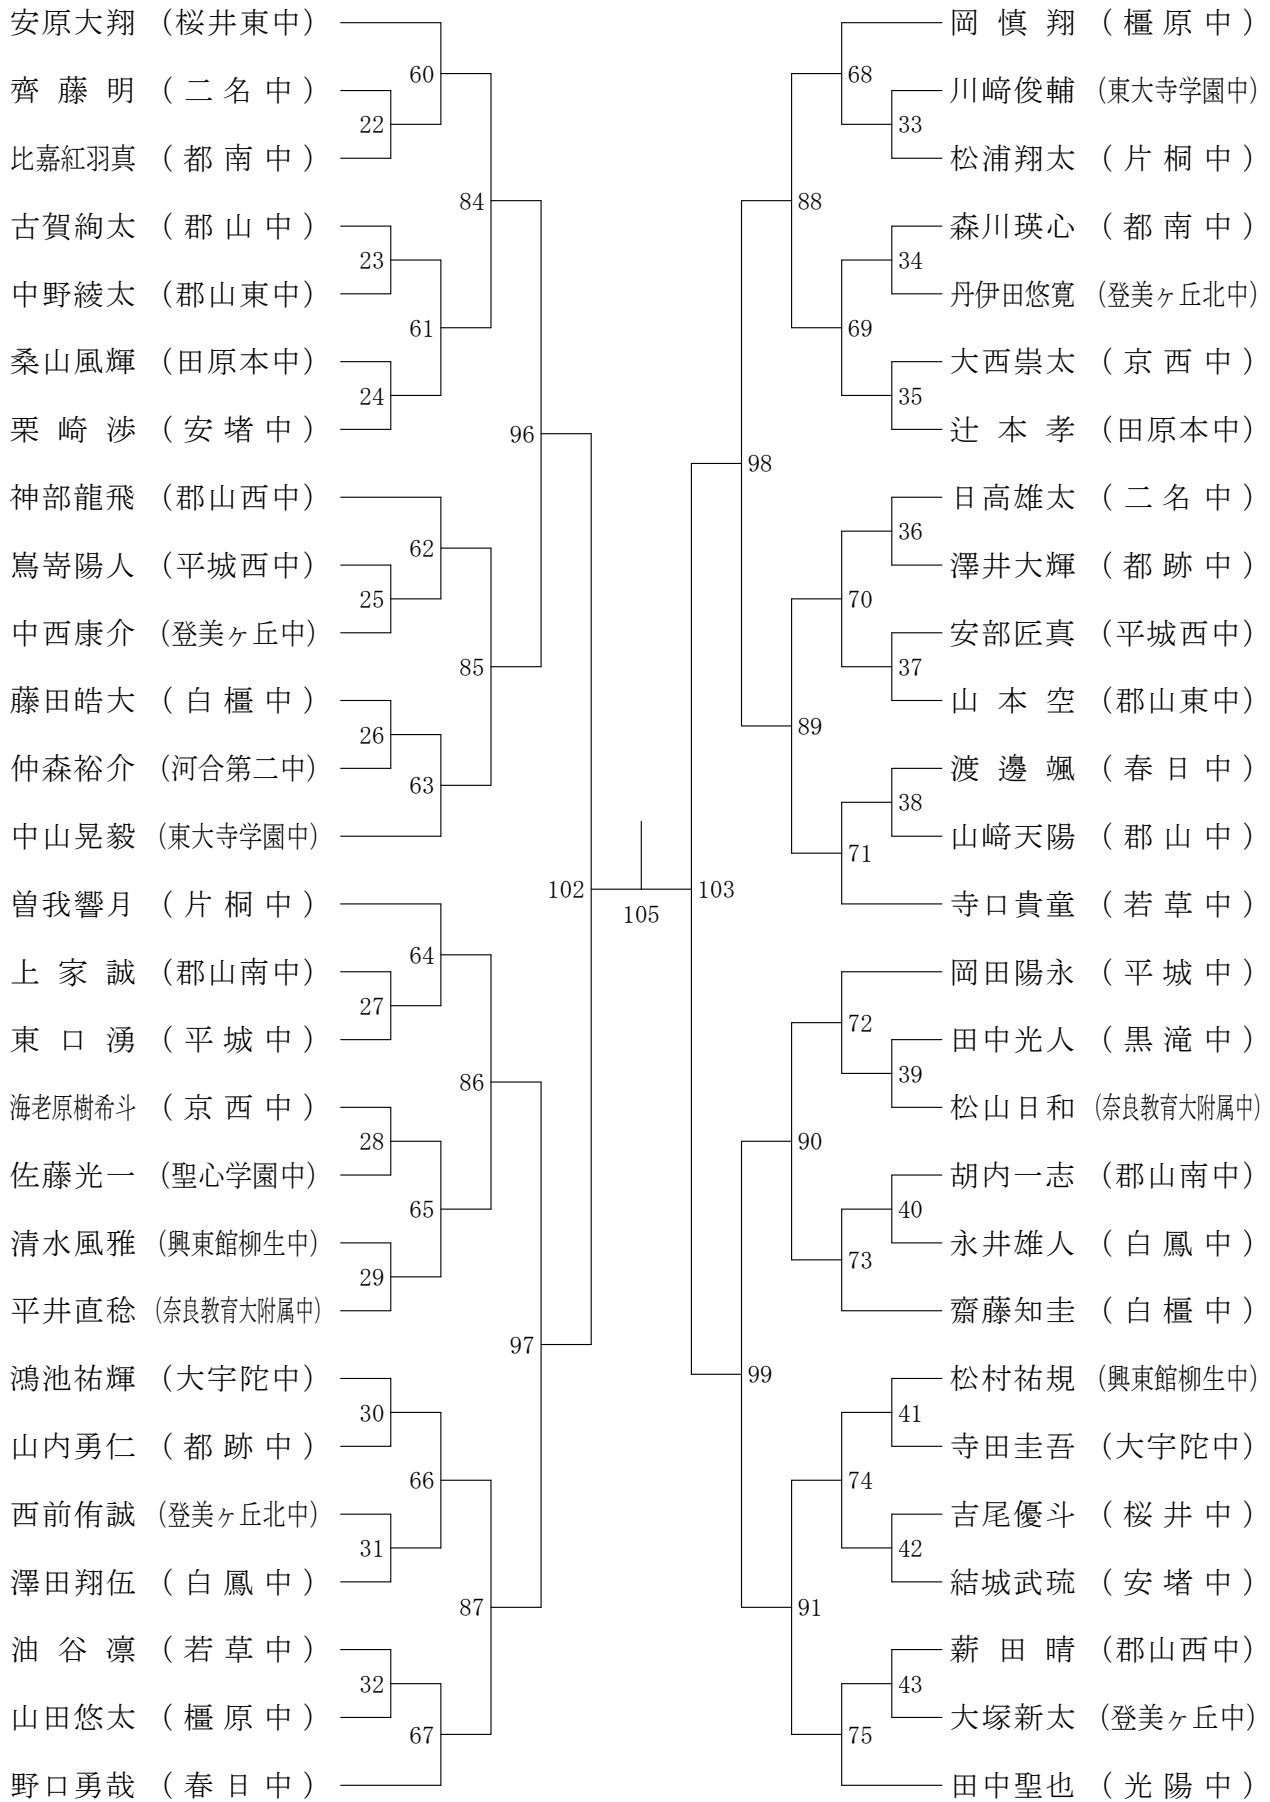 安原大翔 (桜井東中)
齊藤明 (二名中)
比嘉紅羽真 (都南中)
古賀絢太 (郡山中)
中野綾太 (郡山東中)
桑山風輝 (田原本中)
栗崎渉 (安堵中)
神部龍飛 (郡山西中)
嶌嵜陽人 (平城西中)
中西康介 (登美ヶ丘中)
藤田皓大 (白橿中)
仲森裕介 (河合第二中)
中山晃毅 (東大寺学園中)
曽我響月 (片桐中)
上家誠 (郡山南中)
東口湧 (平城中)
海老原樹希斗 (京西中)
佐藤光一 (聖心学園中)
清水風雅 (興東館柳生中)
平井直稔 (奈良教育大附属中)
鴻池祐輝 (大宇陀中)
山内勇仁 (都跡中)
西前侑誠 (登美ヶ丘北中)
澤田翔伍 (白鳳中)
油谷凛 (若草中)
山田悠太 (橿原中)
野口勇哉 (春日中)
22
23
24
25
26
27
28
29
30
31
32
60
61
62
63
64
65
66
67
84
85
86
87
96
97
102
105
103
98
99
88
89
90
91
68
69
70
71
72
73
74
75
33
34
35
36
37
38
39
40
41
42
43
岡慎翔 (橿原中)
川﨑俊輔 (東大寺学園中)
松浦翔太 (片桐中)
森川瑛心 (都南中)
丹伊田悠寛 (登美ヶ丘北中)
大西崇太 (京西中)
辻本孝 (田原本中)
日高雄太 (二名中)
澤井大輝 (都跡中)
安部匠真 (平城西中)
山本空 (郡山東中)
渡邊颯 (春日中)
山﨑天陽 (郡山中)
寺口貴童 (若草中)
岡田陽永 (平城中)
田中光人 (黒滝中)
松山日和 (奈良教育大附属中)
胡内一志 (郡山南中)
永井雄人 (白鳳中)
齋藤知圭 (白橿中)
松村祐規 (興東館柳生中)
寺田圭吾 (大宇陀中)
吉尾優斗 (桜井中)
結城武琉 (安堵中)
薪田晴 (郡山西中)
大塚新太 (登美ヶ丘中)
田中聖也 (光陽中)